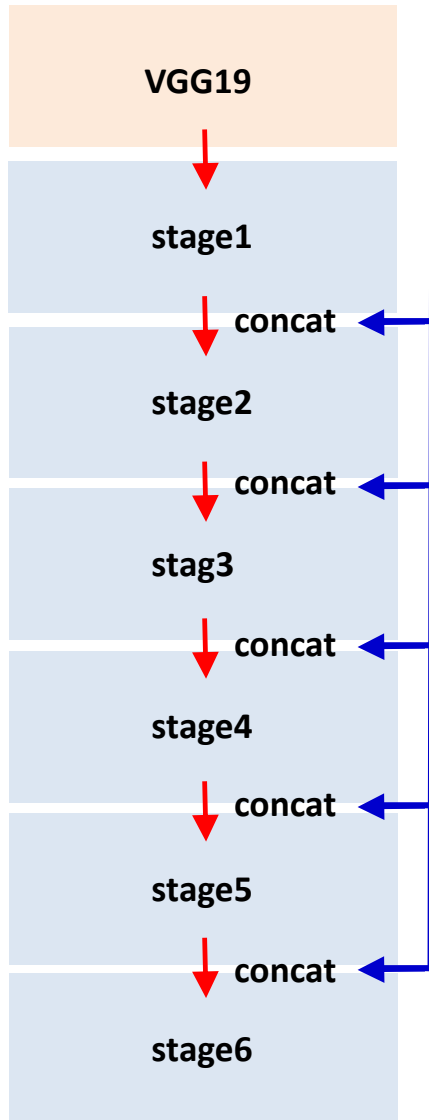 VGG19
stage1
concat
stage2
concat
stag3
concat
stage4
concat
stage5
concat
stage6